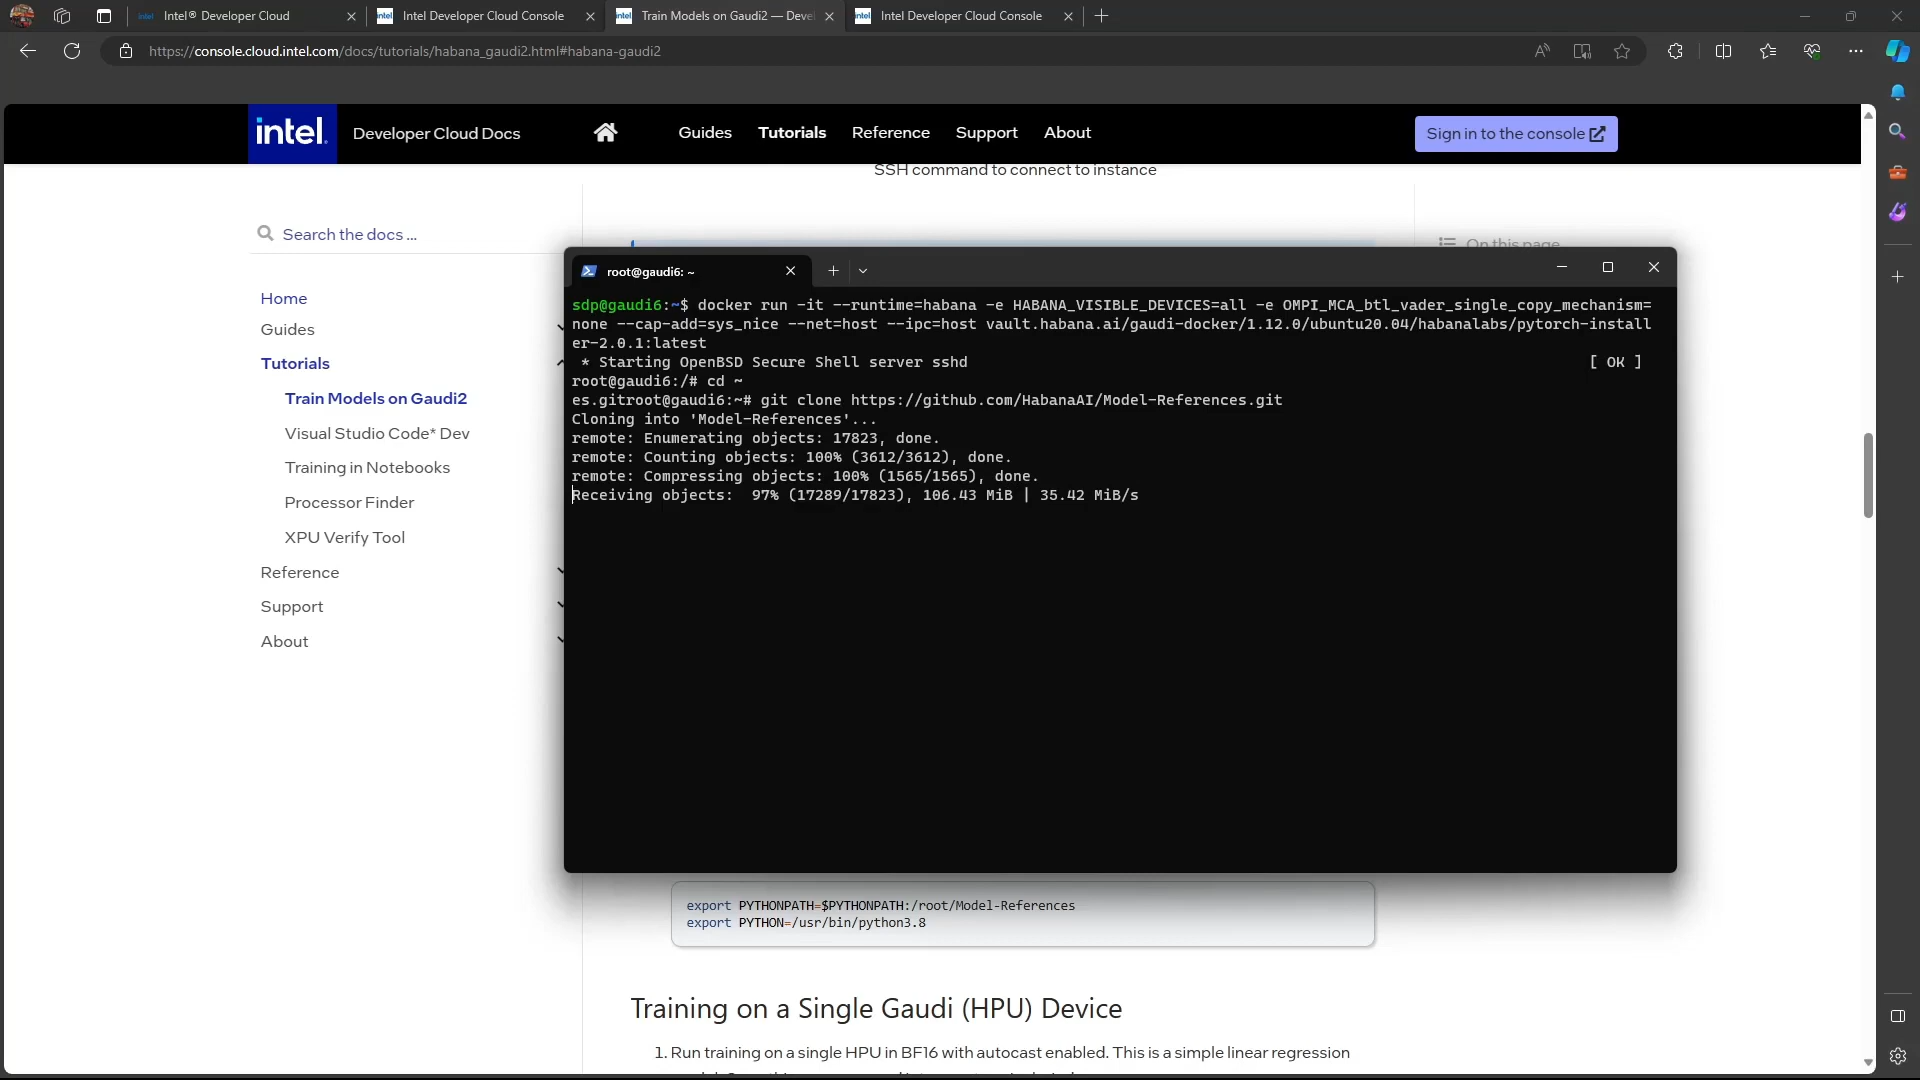 Intel® Developer Cloud
Intel Developer Cloud Console
Train Models on Gaudi2 — Deve
Intel Developer Cloud Console
https://console.cloud.intel.com/docs/tutorials/habana_gaudi2.html#habana-gaudi2
intel.
Developer Cloud Docs
Guides
Tutorials
Reference
Support
About
Sign in to the console
SSH command to connect to instance
Search the docs ...
On this page
Home
Guides
Tutorials
Train Models on Gaudi2
Visual Studio Code* Dev
Training in Notebooks
Processor Finder
XPU Verify Tool
Reference
Support
About
root@gaudi6: ~
sdp@gaudi6:~$ docker run -it --runtime=habana -e HABANA_VISIBLE_DEVICES=all -e OMPI_MCA_btl_vader_single_copy_mechanism=
none --cap-add=sys_nice --net=host --ipc=host vault.habana.ai/gaudi-docker/1.12.0/ubuntu20.04/habanalabs/pytorch-install
er-2.0.1:latest
* Starting OpenBSD Secure Shell server sshd [ OK ]
root@gaudi6:/# cd ~
es.gitroot@gaudi6:~# git clone https://github.com/HabanaAI/Model-References.git
Cloning into 'Model-References'...
remote: Enumerating objects: 17823, done.
remote: Counting objects: 100% (3612/3612), done.
remote: Compressing objects: 100% (1565/1565), done.
Receiving objects: 97% (17289/17823), 106.43 MiB | 35.42 MiB/s
export PYTHONPATH=$PYTHONPATH:/root/Model-References
export PYTHON=/usr/bin/python3.8
Training on a Single Gaudi (HPU) Device
1. Run training on a single HPU in BF16 with autocast enabled. This is a simple linear regression